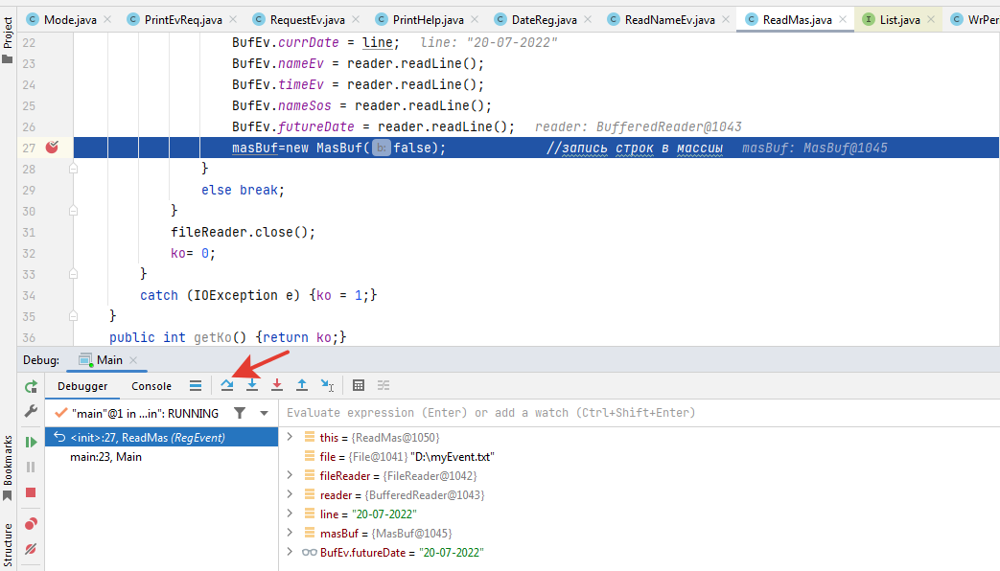 Mode.java PrintEvReq.java RequestEv.java PrintHelp.java DateReg.java ReadNameEv.java ReadMas.java List.java WrPer
Project
22 BufEv.currDate = line; line: "20-07-2022"
23 BufEv.nameEv = reader.readLine();
24 BufEv.timeEv = reader.readLine();
25 BufEv.nameSos = reader.readLine();
26 BufEv.futureDate = reader.readLine(); reader: BufferedReader@1043
27 masBuf=new MasBuf( b: false); //запись строк в массиы masBuf: MasBuf@1045
28 }
29 else break;
30 }
31 fileReader.close();
32 ko= 0;
33 }
34 catch (IOException e) {ko = 1;}
35 }
36 public int getKo() {return ko;}
Debug: Main
Debugger Console
"main"@1 in ...in": RUNNING
Evaluate expression (Enter) or add a watch (Ctrl+Shift+Enter)
<init>:27, ReadMas (RegEvent)
main:23, Main
this = {ReadMas@1050}
file = {File@1041} "D:\myEvent.txt"
fileReader = {FileReader@1042}
reader = {BufferedReader@1043}
line = "20-07-2022"
masBuf = {MasBuf@1045}
BufEv.futureDate = "20-07-2022"
Bookmarks
Structure